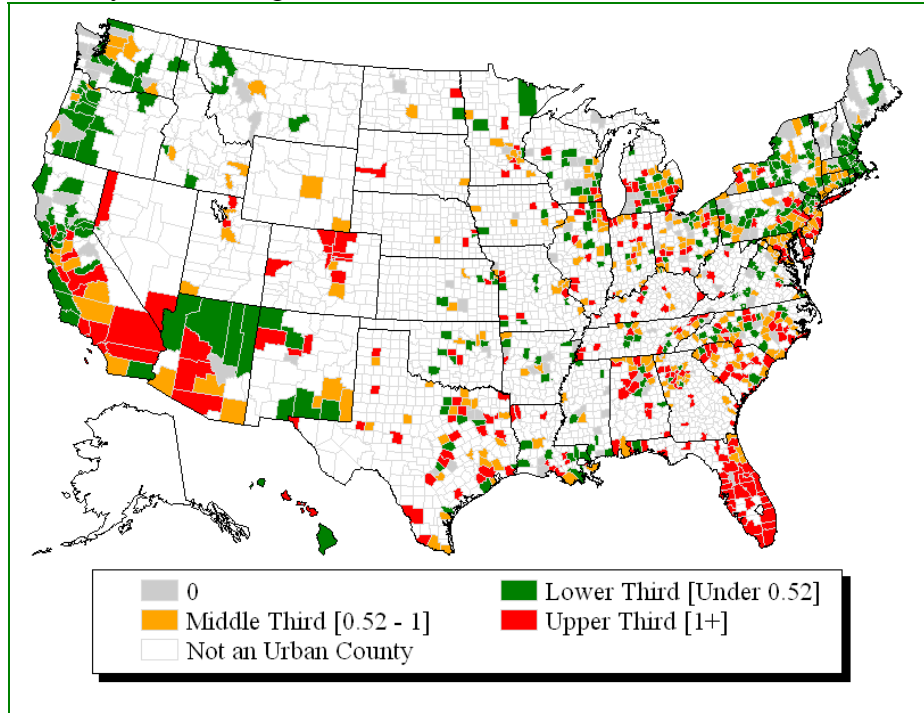 0
Lower Third [Under 0.52]
Middle Third [0.52 - 1]
Upper Third [1+]
Not an Urban County